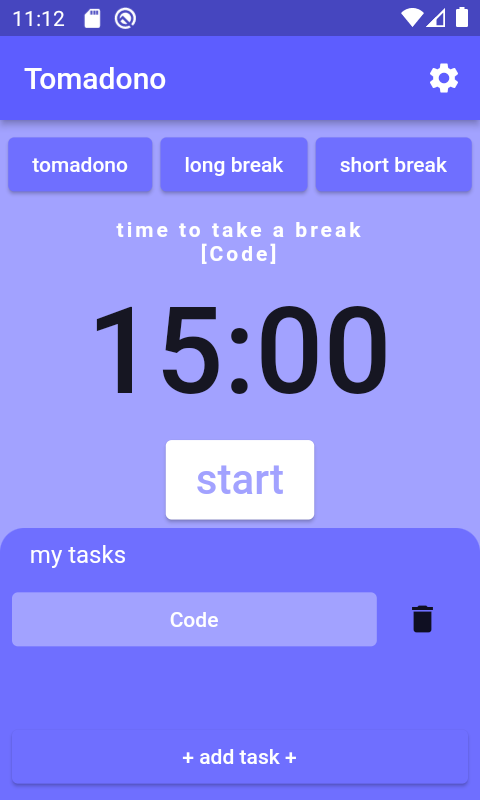 11:12
Tomadono
tomadono long break short break
time to take a break
[Code]
15:00
start
my tasks
Code
+ add task +